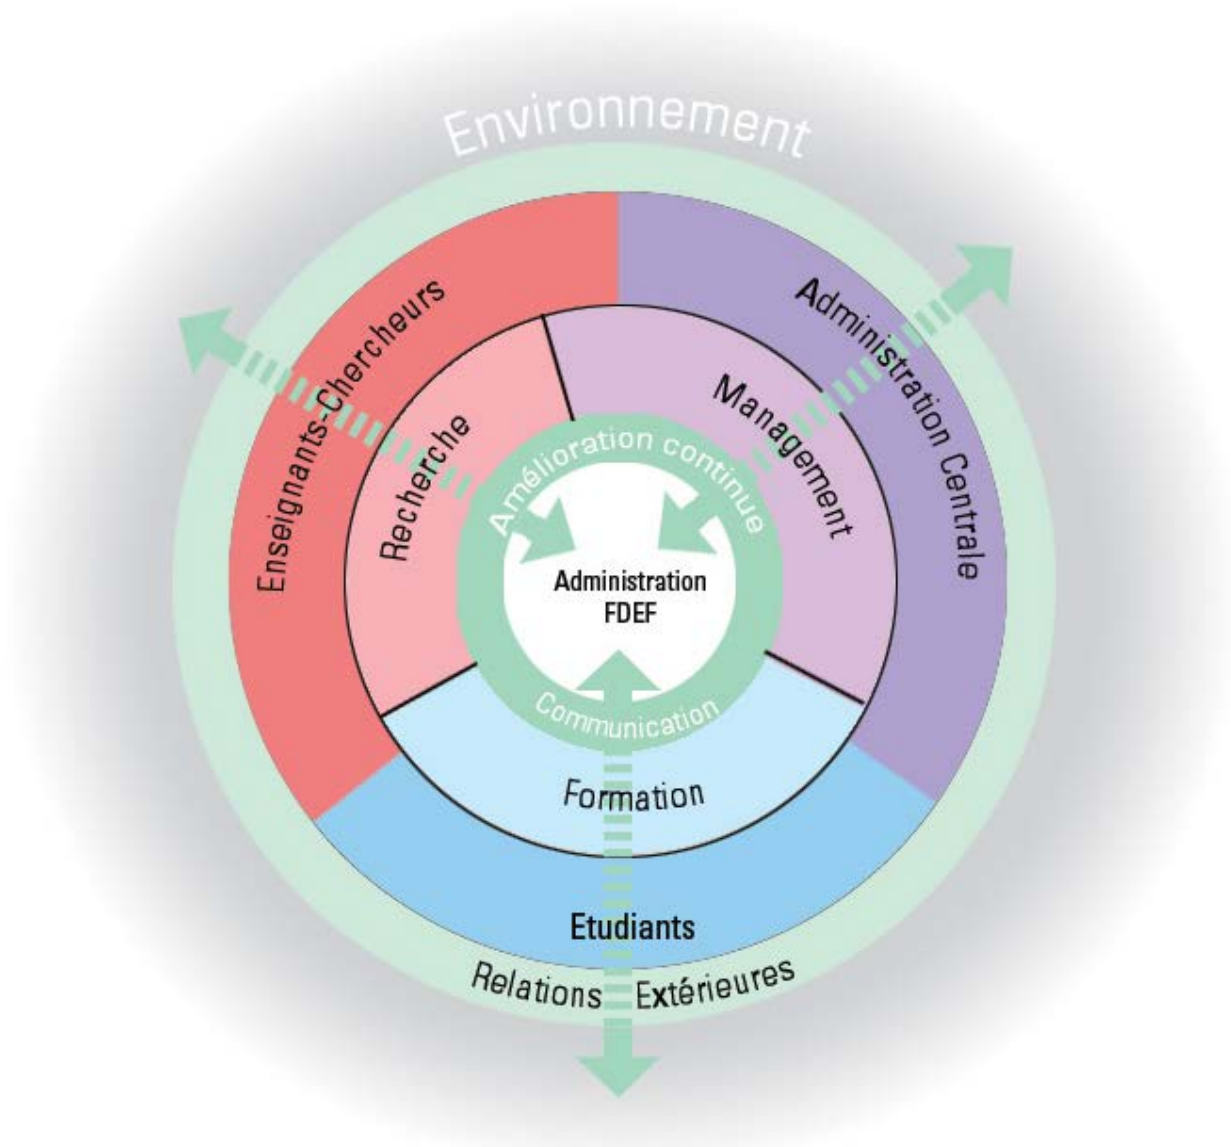 Environnement
Enseignants-Chercheurs
Administration Centrale
Recherche
Management
Amélioration continue
Administration
FDEF
Communication
Formation
Etudiants
Relations Extérieures